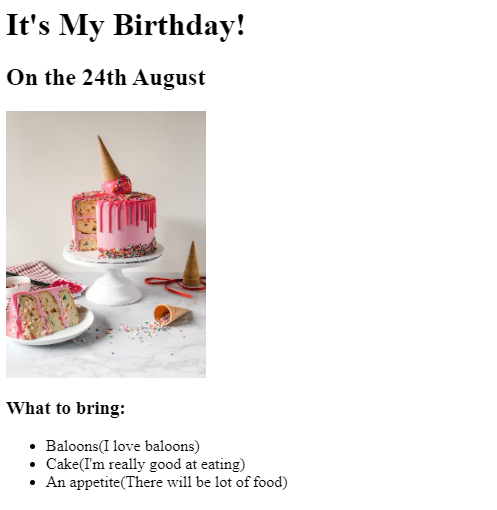 It's My Birthday!
On the 24th August
What to bring:
Baloons(I love baloons)
Cake(I'm really good at eating)
An appetite(There will be lot of food)